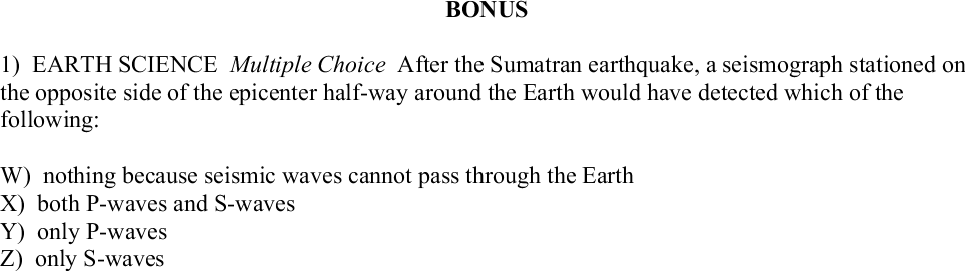 BONUS
1) EARTH SCIENCE Multiple Choice After the Sumatran earthquake, a seismograph stationed on
the opposite side of the epicenter half-way around the Earth would have detected which of the
following:
W) nothing because seismic waves cannot pass through the Earth
X) both P-waves and S-waves
Y) only P-waves
Z) only S-waves